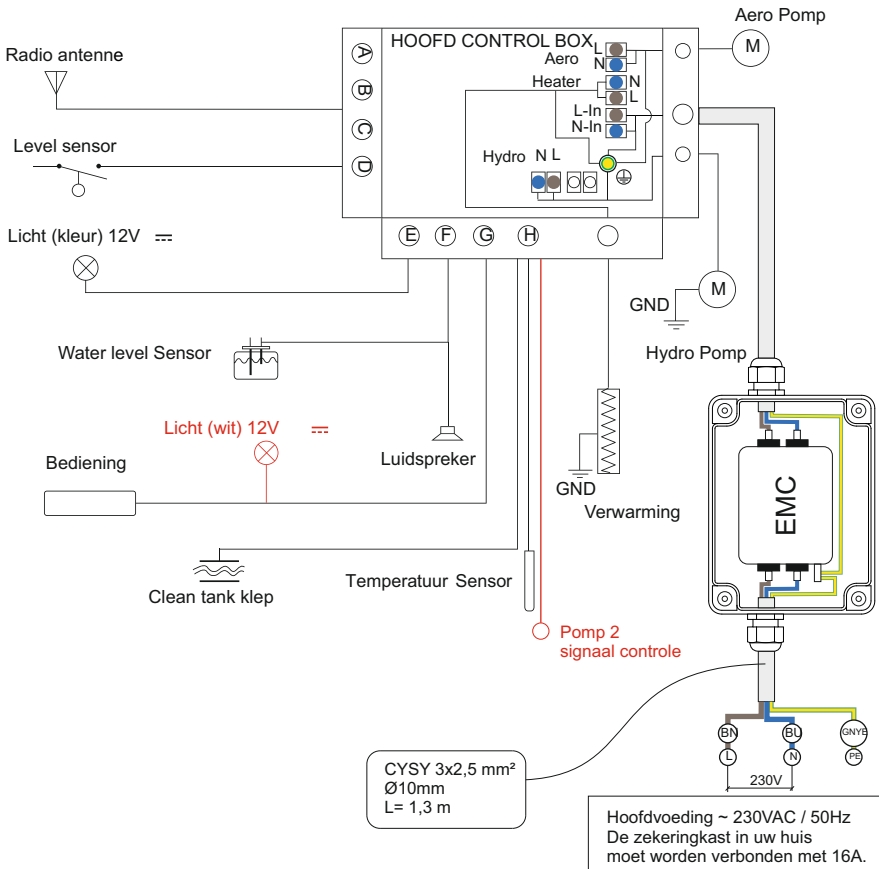 Aero Pomp
M
Radio antenne
HOOFD CONTROL BOX
L
Aero
N
Heater
N
L
L-In
N-In
A
B
C
D
Level sensor
Hydro N L
Licht (kleur) 12V
E
F
G
H
M
GND
Hydro Pomp
Water level Sensor
Licht (wit) 12V
Luidspreker
Bediening
GND
Verwarming
EMC
Clean tank klep
Temperatuur Sensor
Pomp 2
signaal controle
BN
BU
GNYE
L
N
PE
230V
CYSY 3x2,5 mm²
Ø10mm
L= 1,3 m
Hoofdvoeding ~ 230VAC / 50Hz
De zekeringkast in uw huis
moet worden verbonden met 16A.